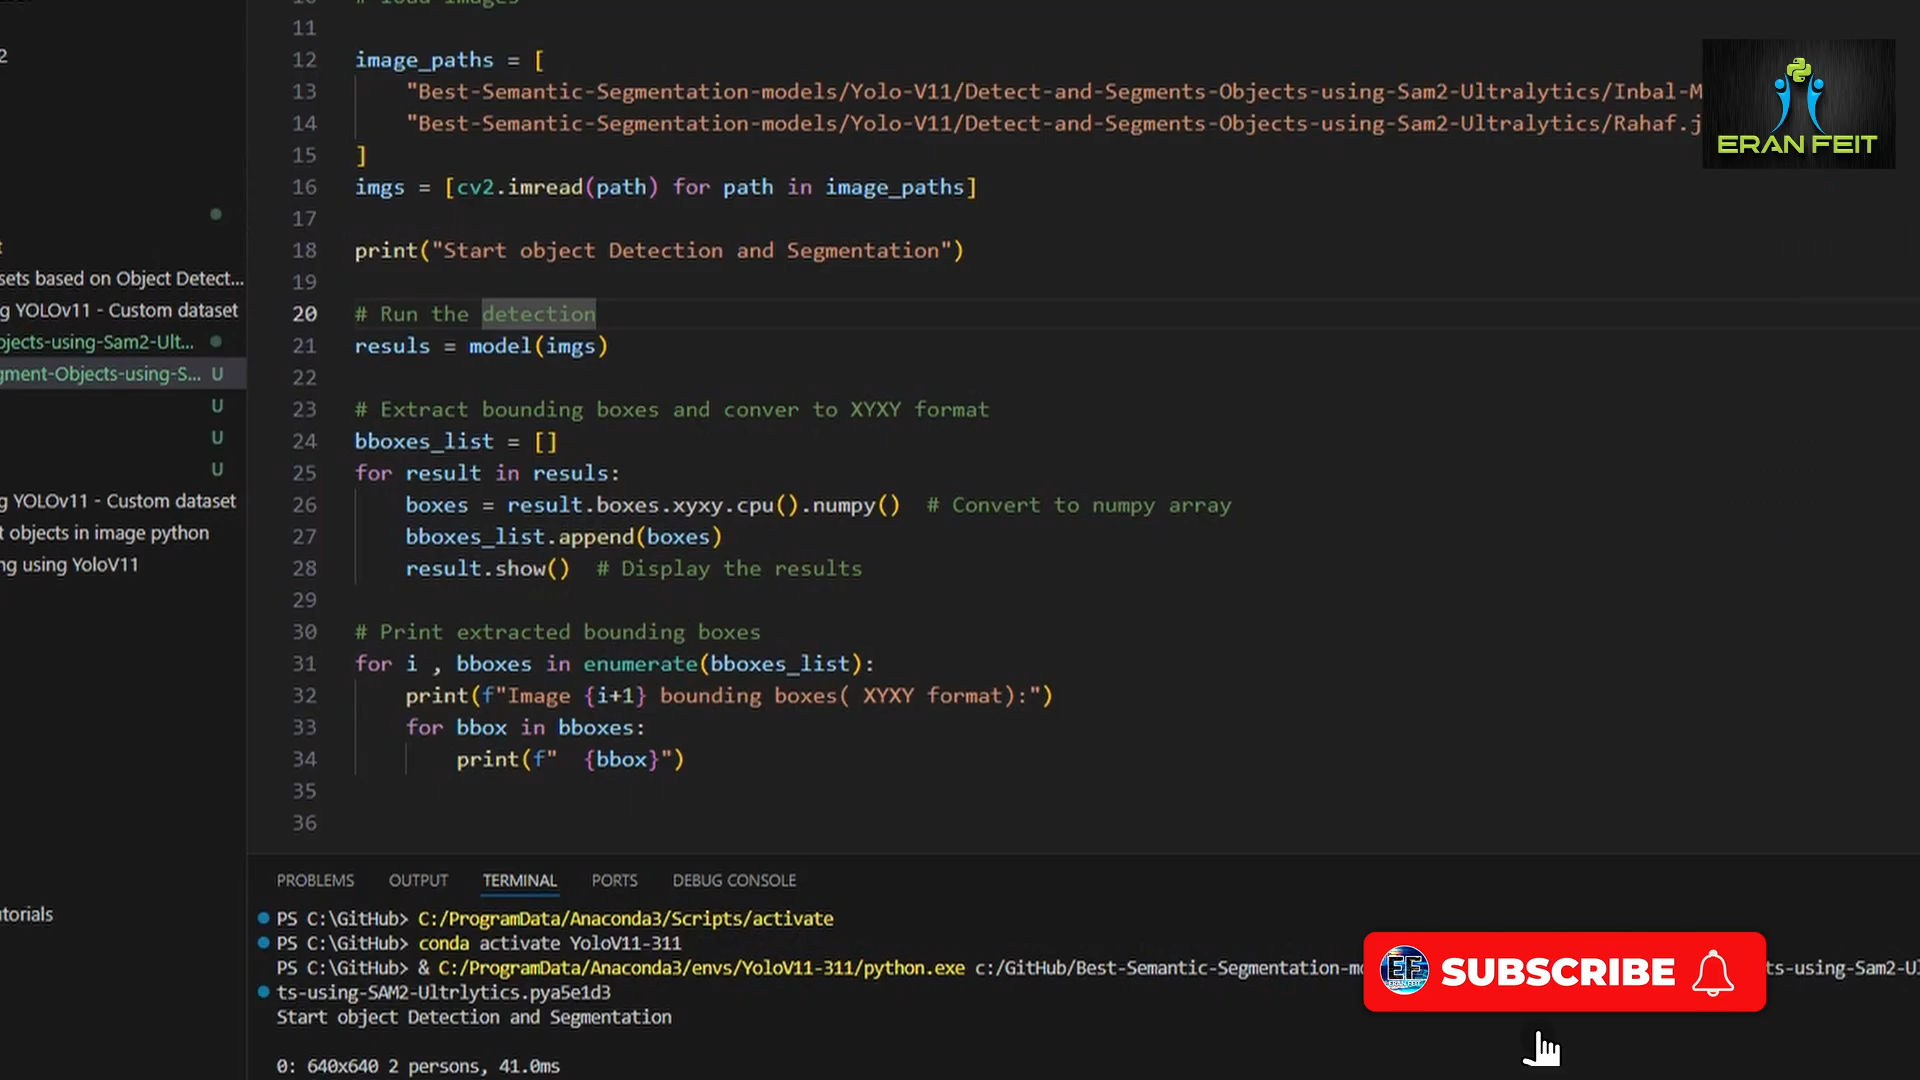 # load images
11
2
12 image_paths = [
13 "Best-Semantic-Segmentation-models/Yolo-V11/Detect-and-Segments-Objects-using-Sam2-Ultralytics/Inbal-M
14 "Best-Semantic-Segmentation-models/Yolo-V11/Detect-and-Segments-Objects-using-Sam2-Ultralytics/Rahaf.j
ERAN FEIT
15 ]
16 imgs = [cv2.imread(path) for path in image_paths]
17
18 print("Start object Detection and Segmentation")
19
sets based on Object Detect...
g YOLOv11 - Custom dataset
20 # Run the detection
21 resuls = model(imgs)
ojects-using-Sam2-Ult...
gment-Objects-using-S... U
22
23 # Extract bounding boxes and conver to XYXY format
U
24 bboxes_list = []
U
25 for result in resuls:
U
26 boxes = result.boxes.xyxy.cpu().numpy() # Convert to numpy array
g YOLOv11 - Custom dataset
27 bboxes_list.append(boxes)
t objects in image python
28 result.show() # Display the results
ng using YoloV11
29
30 # Print extracted bounding boxes
31 for i , bboxes in enumerate(bboxes_list):
32 print(f"Image {i+1} bounding boxes( XYXY format):")
33 for bbox in bboxes:
34 print(f"  {bbox}")
35
36
PROBLEMS OUTPUT TERMINAL PORTS DEBUG CONSOLE
utorials
PS C:\GitHub> C:/ProgramData/Anaconda3/Scripts/activate
PS C:\GitHub> conda activate YoloV11-311
PS C:\GitHub> & C:/ProgramData/Anaconda3/envs/YoloV11-311/python.exe c:/GitHub/Best-Semantic-Segmentation-mo
ts-using-Sam2-Ul
ts-using-SAM2-Ultrlytics.pya5e1d3
Start object Detection and Segmentation
EF
ERAN FEIT
SUBSCRIBE
0: 640x640 2 persons, 41.0ms